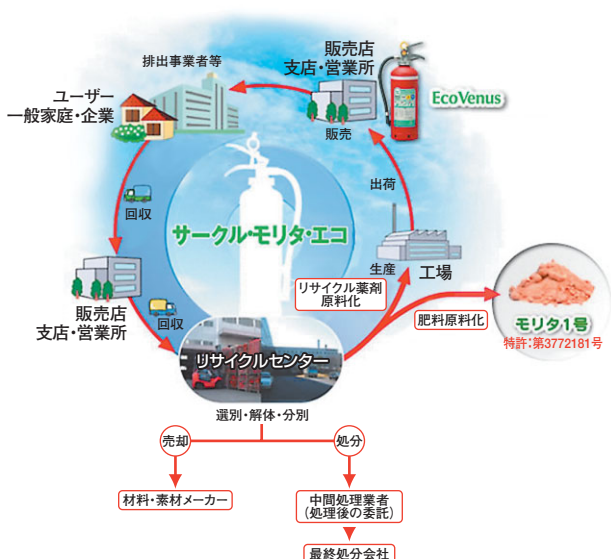 販売店
支店・営業所
排出事業者等
EcoVenus
ユーザー
一般家庭・企業
販売
出荷
回収
サークル・モリタ・エコ
生産
工場
リサイクル薬剤
原料化
販売店
支店・営業所
回収
肥料原料化
モリタ1号
特許:第3772181号
リサイクルセンター
選別・解体・分別
売却
処分
材料・素材メーカー
中間処理業者
(処理後の委託)
最終処分会社